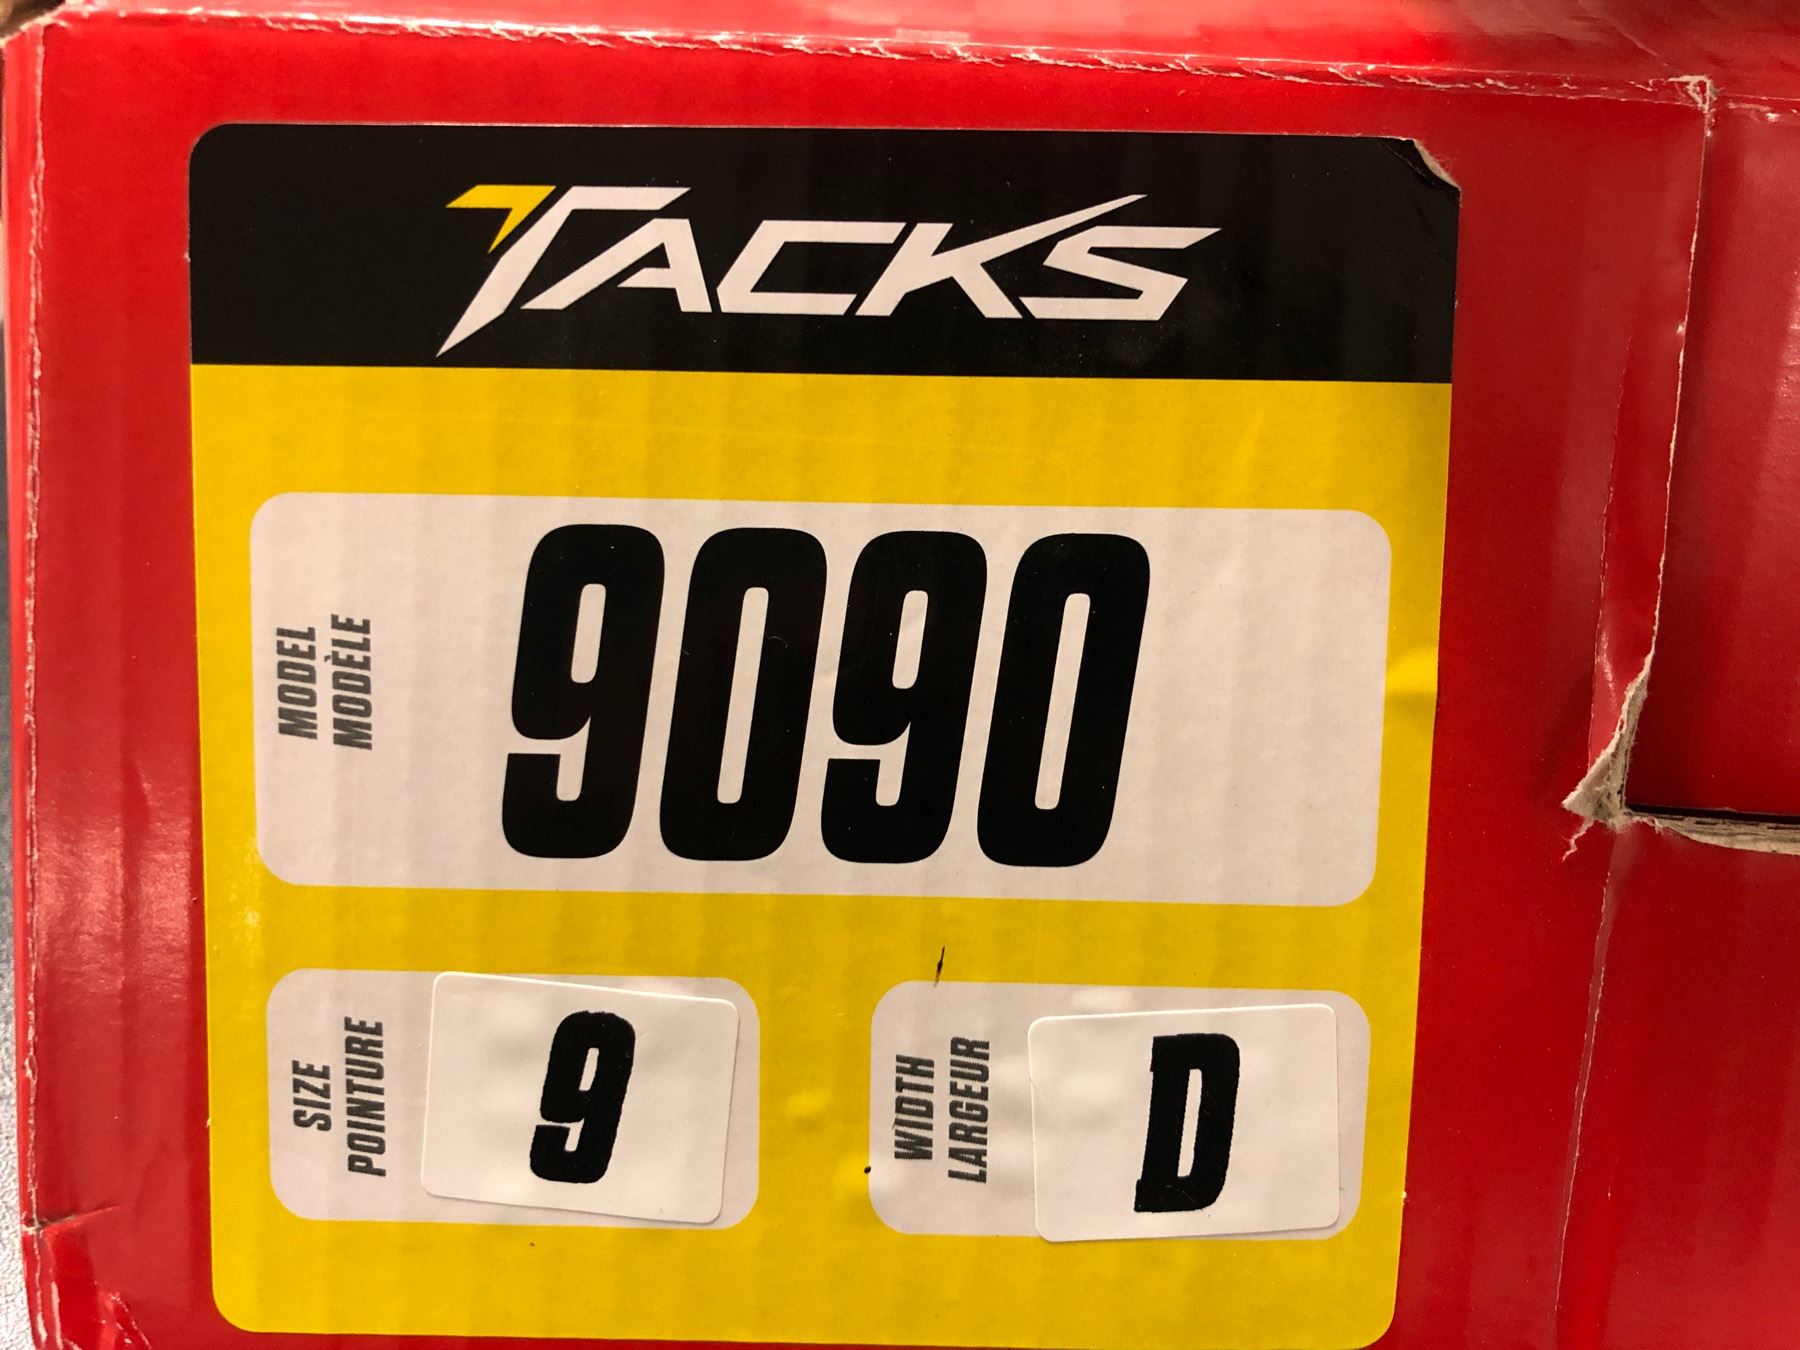 TACKS
MODEL
MODÈLE
9090
SIZE
POINTURE
9
WIDTH
LARGEUR
D